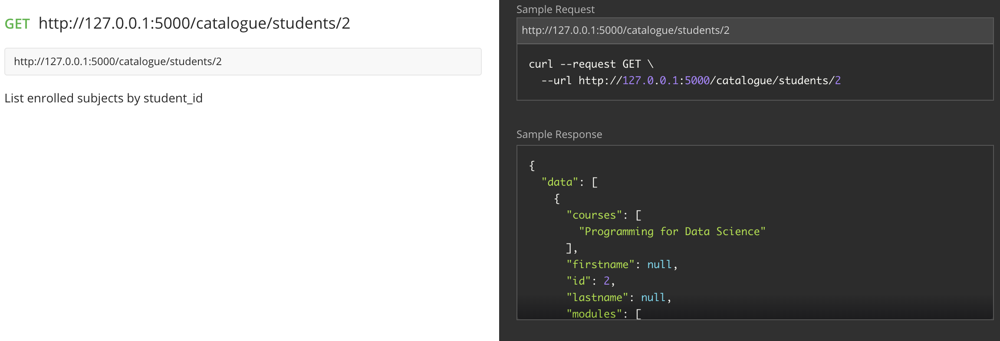 GET http://127.0.0.1:5000/catalogue/students/2
http://127.0.0.1:5000/catalogue/students/2
List enrolled subjects by student_id
Sample Request
http://127.0.0.1:5000/catalogue/students/2
curl --request GET \
  --url http://127.0.0.1:5000/catalogue/students/2
Sample Response
{
  "data": [
    {
      "courses": [
        "Programming for Data Science"
      ],
      "firstname": null,
      "id": 2,
      "lastname": null,
      "modules": [